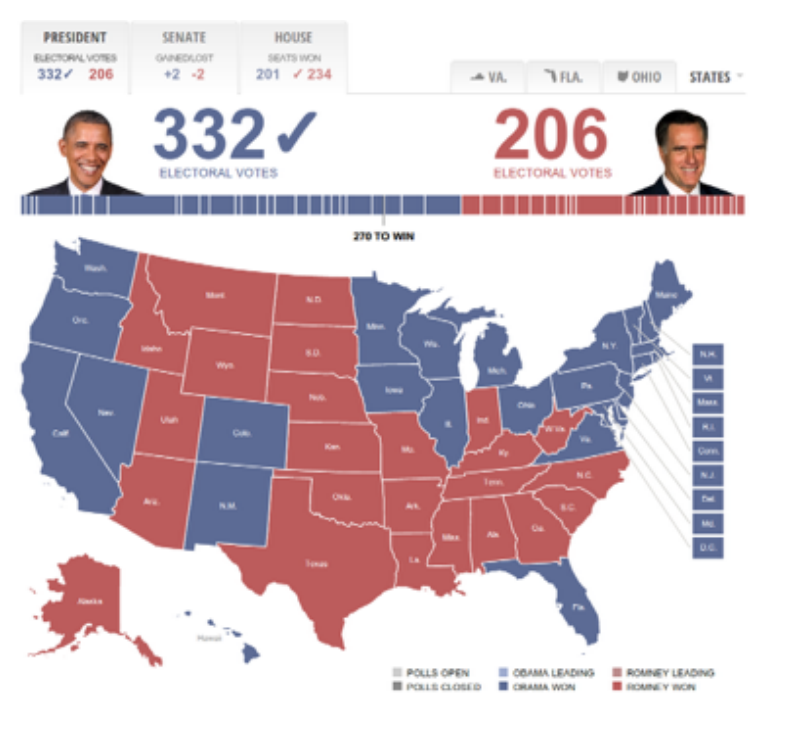 PRESIDENT
ELECTORAL VOTES
332✓ 206
SENATE
GAINED/LOST
+2 -2
HOUSE
SEATS WON
201 ✓ 234
VA.
FLA.
OHIO
STATES
332✓
ELECTORAL VOTES
206
ELECTORAL VOTES
270 TO WIN
Wash.
Ore.
Calif.
Nev.
Idaho
Mont.
Wyo.
Utah
Colo.
Ariz.
N.M.
N.D.
S.D.
Neb.
Kan.
Okla.
Texas
Minn.
Iowa
Mo.
Ark.
La.
Wis.
Ill.
Mich.
Ind.
Ohio
Ky.
Tenn.
Miss.
Ala.
Ga.
Fla.
S.C.
N.C.
Va.
W.Va.
Pa.
N.Y.
Maine
N.H.
Vt.
Mass.
R.I.
Conn.
N.J.
Del.
Md.
D.C.
Alaska
Hawaii
POLLS OPEN
OBAMA LEADING
ROMNEY LEADING
POLLS CLOSED
OBAMA WON
ROMNEY WON